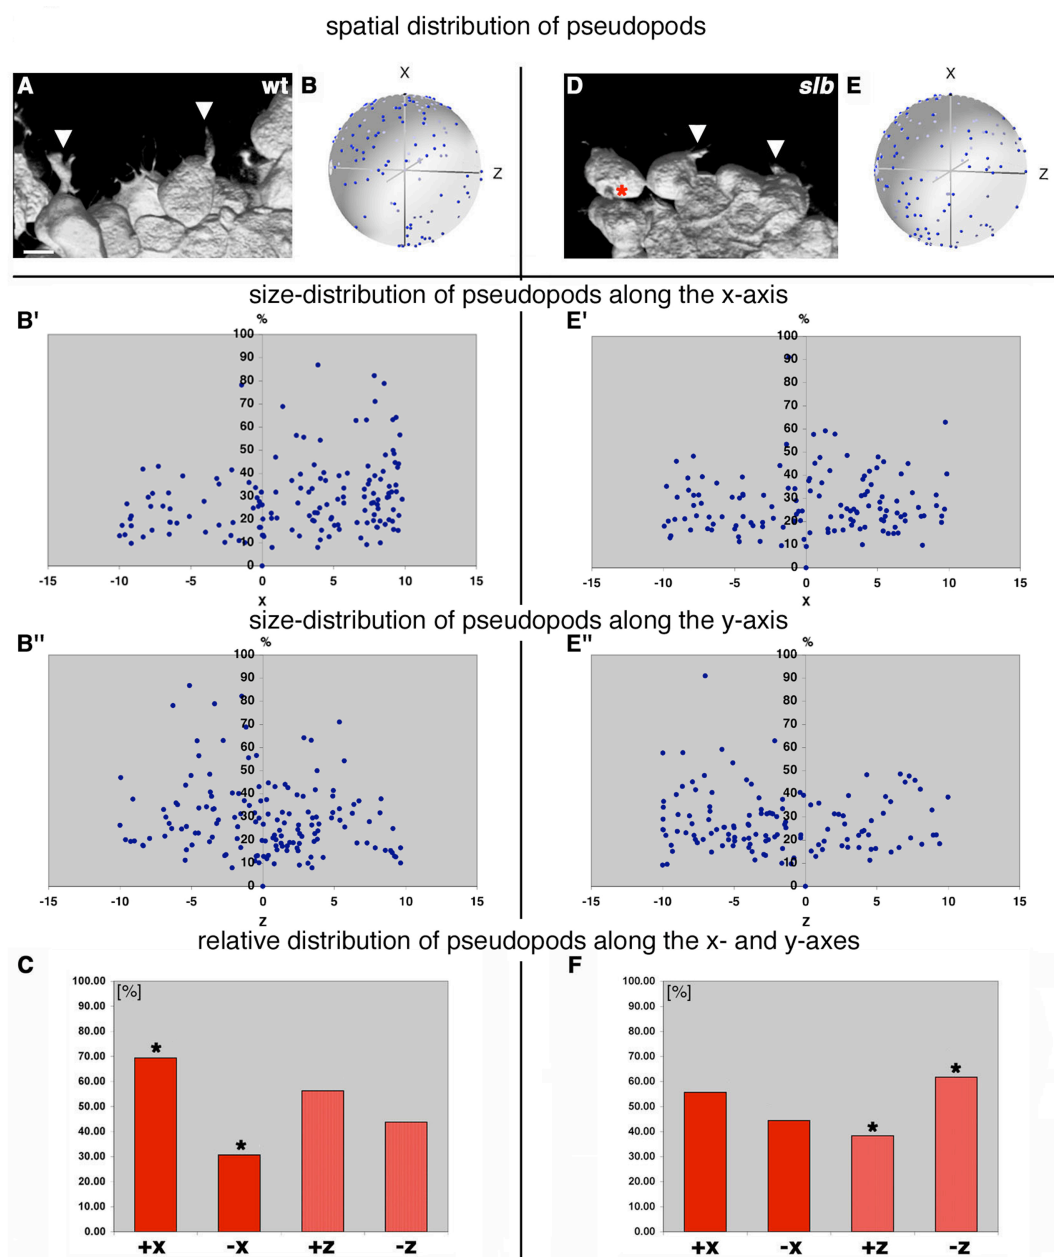 spatial distribution of pseudopods
A wt B X Z
D slb E X Z
*
size-distribution of pseudopods along the x-axis
B' % E' %
100 100
90 90
80 80
70 70
60 60
50 50
40 40
30 30
20 20
10 10
0 0
-15 -10 -5 0 5 10 15 -15 -10 -5 0 5 10 15
X X
size-distribution of pseudopods along the y-axis
B" % E" %
100 100
90 90
80 80
70 70
60 60
50 50
40 40
30 30
20 20
10 10
0 0
-15 -10 -5 0 5 10 15 -15 -10 -5 0 5 10 15
Z Z
relative distribution of pseudopods along the x- and y-axes
C F
100.00 [%] 100.00 [%]
90.00 90.00
80.00 80.00
70.00 * 70.00
60.00 60.00 *
50.00 50.00
40.00 40.00 *
30.00 * 30.00
20.00 20.00
10.00 10.00
0.00 0.00
+x -x +z -z +x -x +z -z